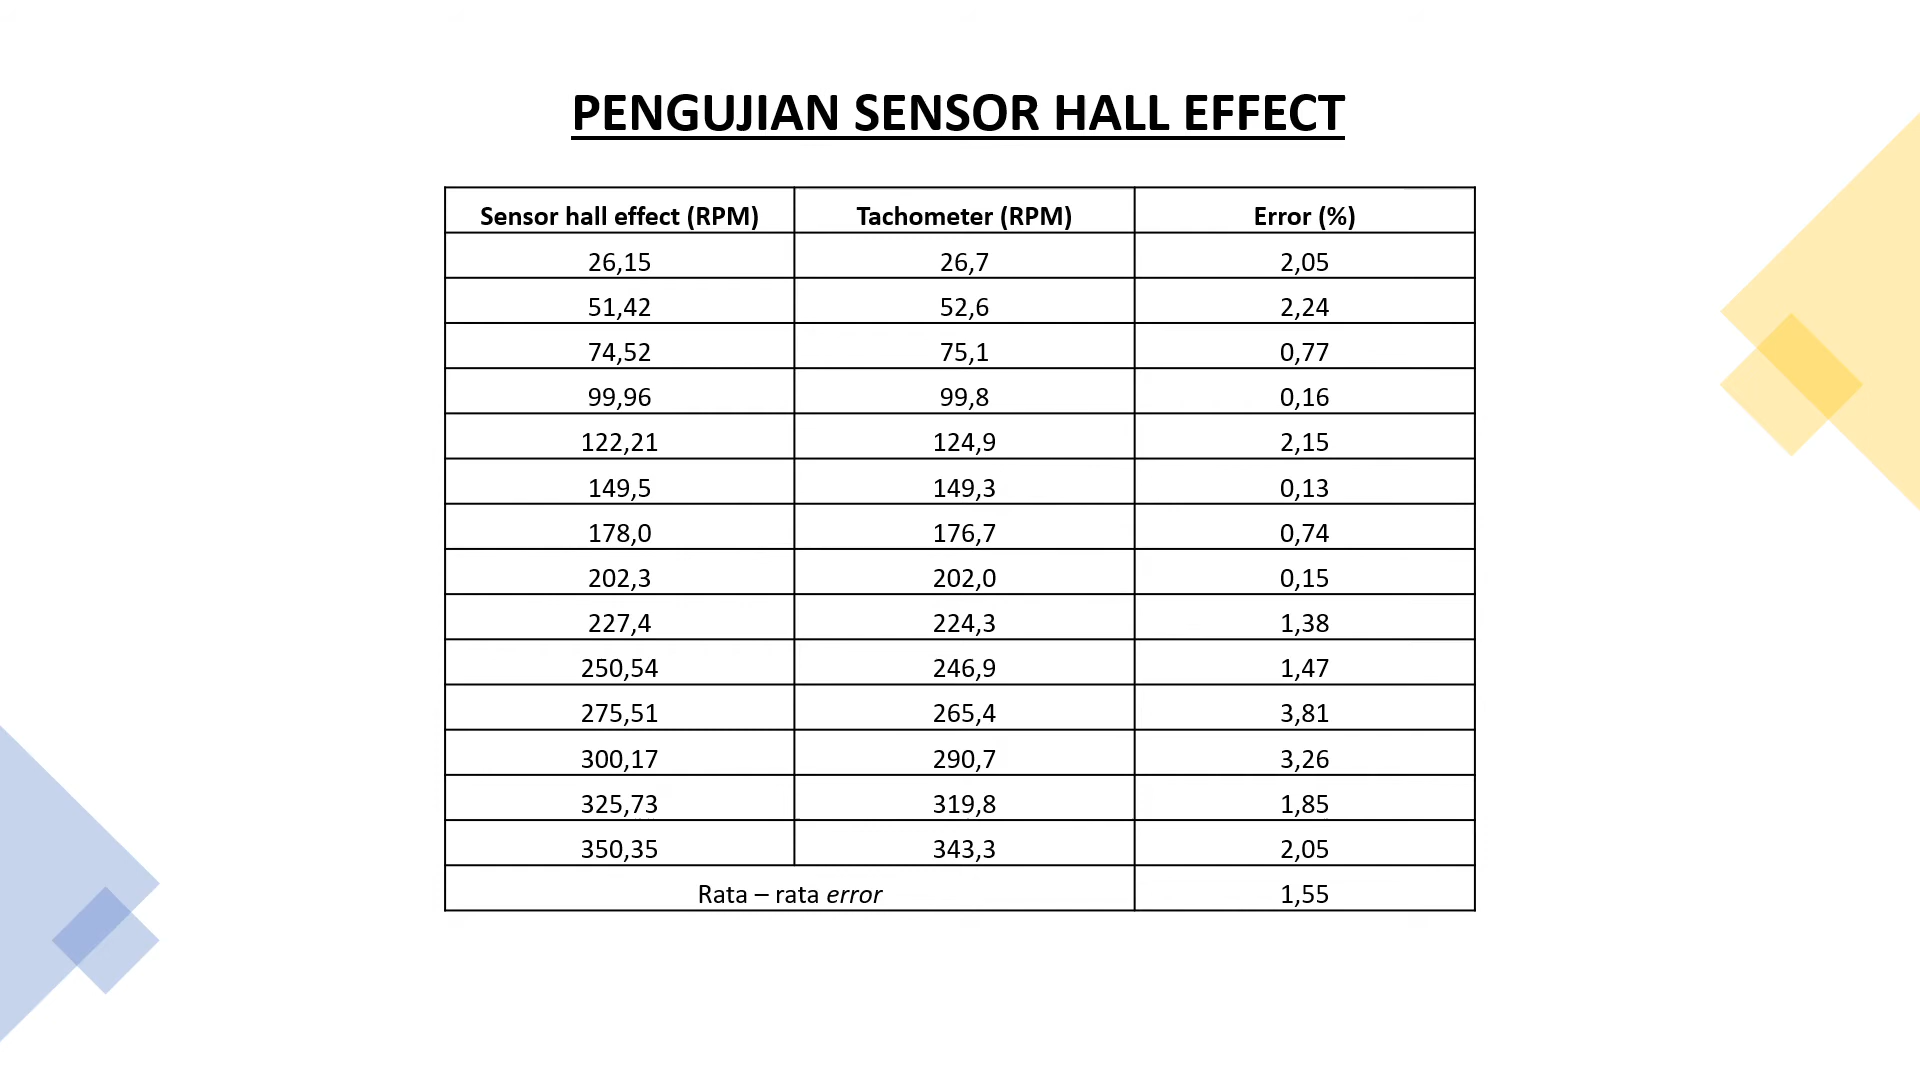 PENGUJIAN SENSOR HALL EFFECT
Sensor hall effect (RPM) Tachometer (RPM) Error (%)
26,15 26,7 2,05
51,42 52,6 2,24
74,52 75,1 0,77
99,96 99,8 0,16
122,21 124,9 2,15
149,5 149,3 0,13
178,0 176,7 0,74
202,3 202,0 0,15
227,4 224,3 1,38
250,54 246,9 1,47
275,51 265,4 3,81
300,17 290,7 3,26
325,73 319,8 1,85
350,35 343,3 2,05
Rata – rata error 1,55